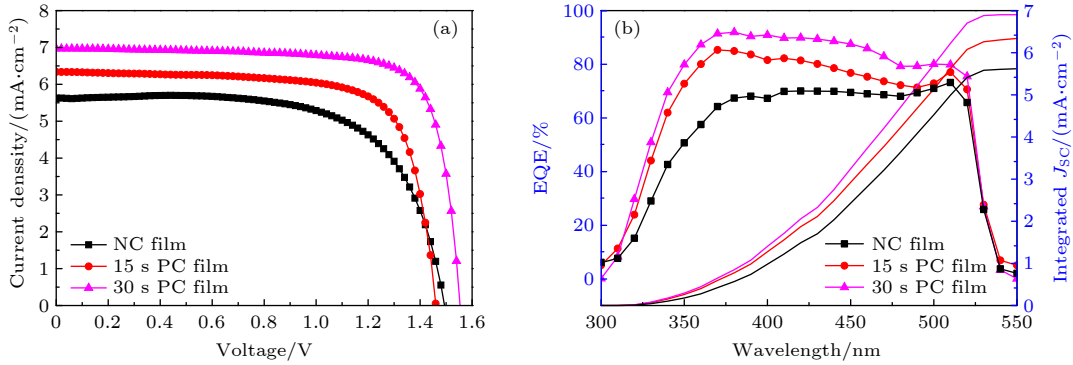 (a)
Current denssity/(mA·cm−2)
8
7
6
5
4
3
2
1
0
NC film
15 s PC film
30 s PC film
0
0.2
0.4
0.6
0.8
1.0
1.2
1.4
1.6
Voltage/V
(b)
EQE/%
100
80
60
40
20
0
NC film
15 s PC film
30 s PC film
300
350
400
450
500
550
Wavelength/nm
7
6
5
4
3
2
1
0
Integrated JSC/(mA·cm−2)